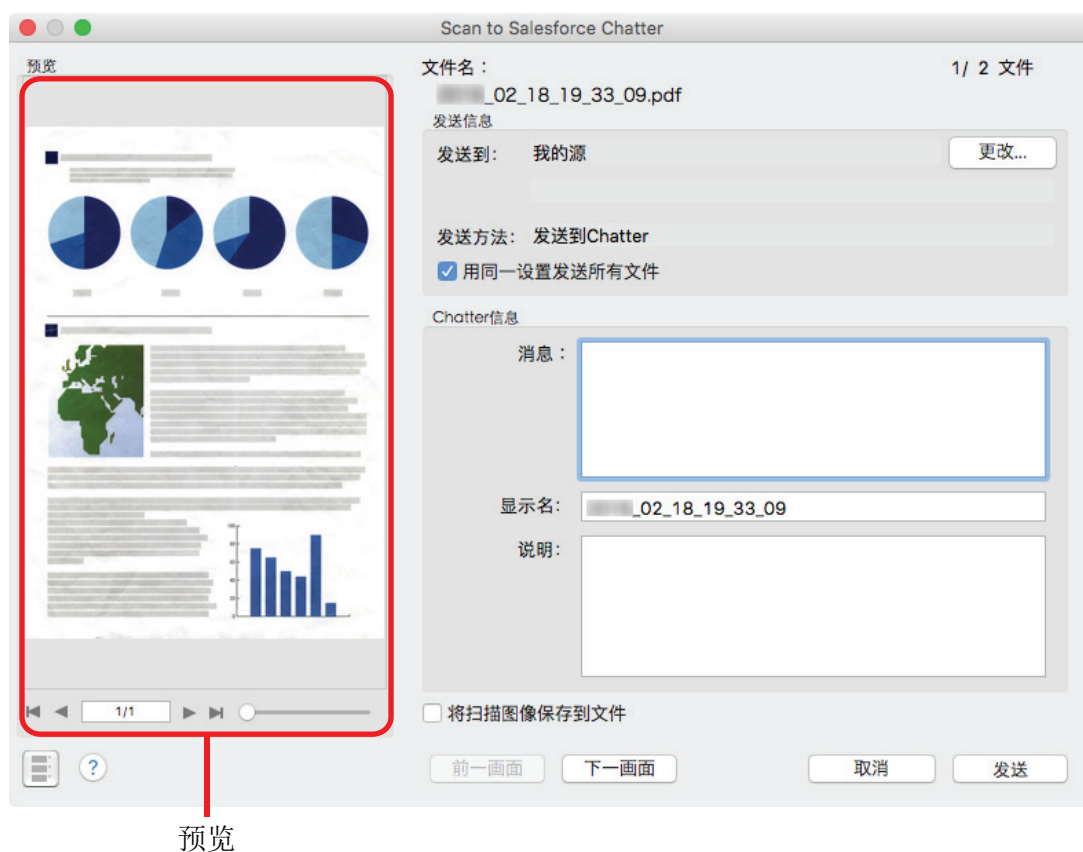 Scan to Salesforce Chatter
预览
文件名：
1/ 2 文件
_02_18_19_33_09.pdf
发送信息
发送到: 我的源
更改...
发送方法: 发送到Chatter
用同一设置发送所有文件
Chatter信息
消息：
显示名: _02_18_19_33_09
说明:
1/1
将扫描图像保存到文件
?
前一画面 下一画面 取消 发送
预览